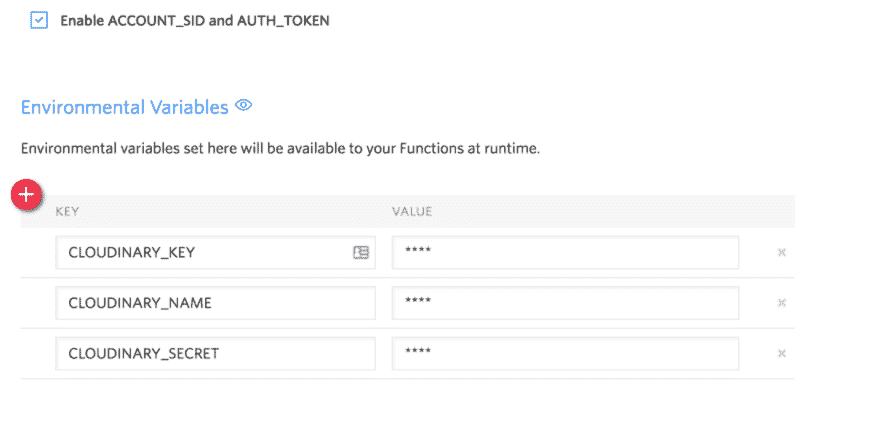 Enable ACCOUNT_SID and AUTH_TOKEN
Environmental Variables
Environmental variables set here will be available to your Functions at runtime.
KEY VALUE
CLOUDINARY_KEY ****
CLOUDINARY_NAME ****
CLOUDINARY_SECRET ****